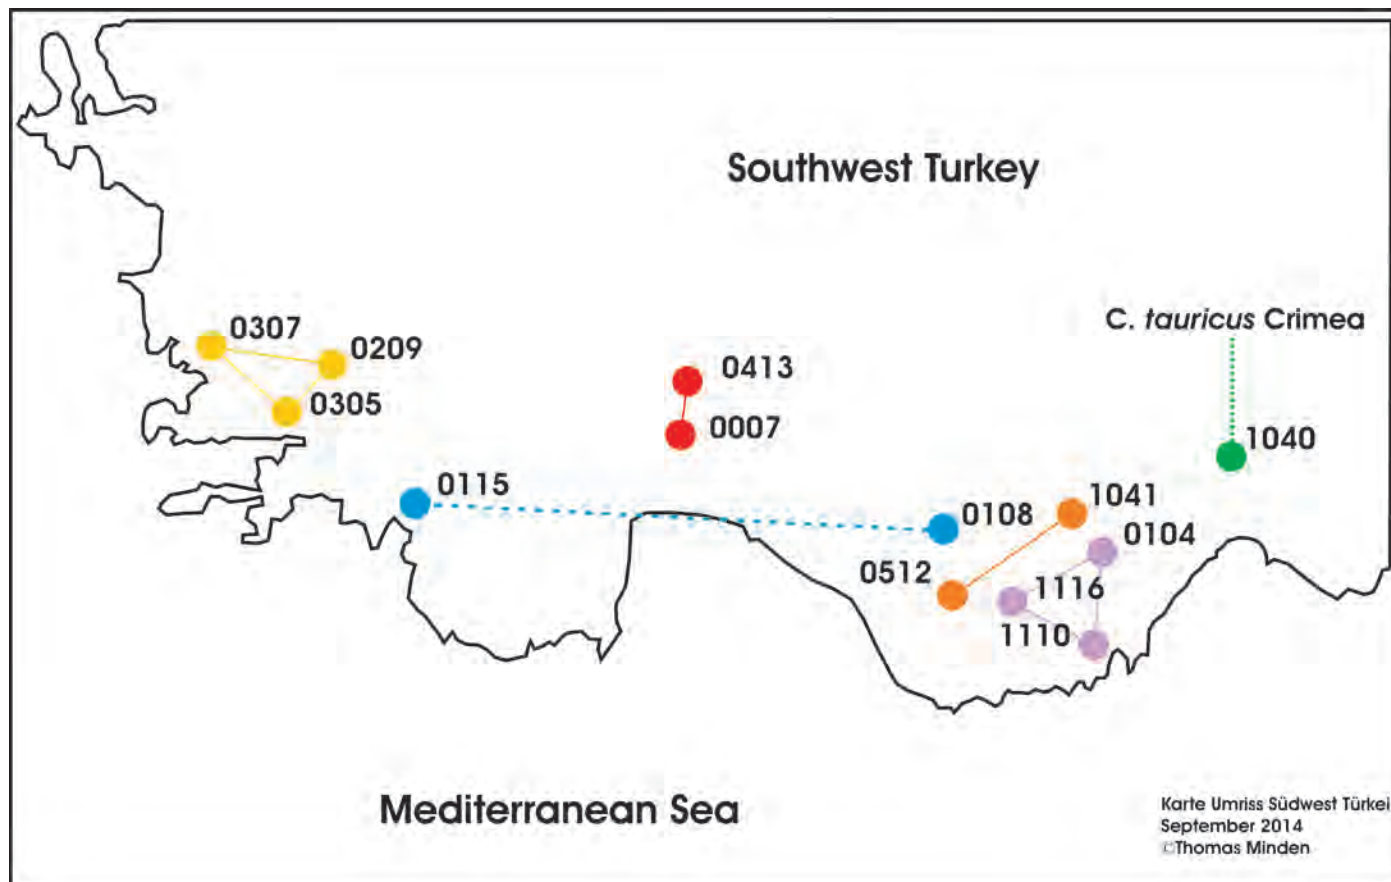 Southwest Turkey
C. tauricus Crimea
0307
0209
0413
0305
0007
1040
0115
1041
0108
0104
0512
1116
1110
Mediterranean Sea
Karte Umriss Südwest Türkei
September 2014
©Thomas Minden